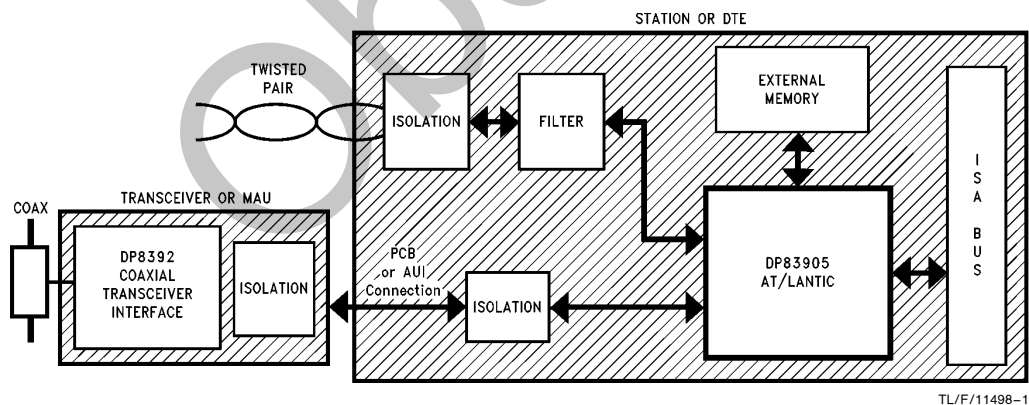 STATION OR DTE
TWISTED
PAIR
ISOLATION
FILTER
EXTERNAL
MEMORY
I
S
A
B
U
S
TRANSCEIVER OR MAU
COAX
DP8392
COAXIAL
TRANSCEIVER
INTERFACE
ISOLATION
PCB
or AUI
Connection
ISOLATION
DP83905
AT/LANTIC
TL/F/11498–1